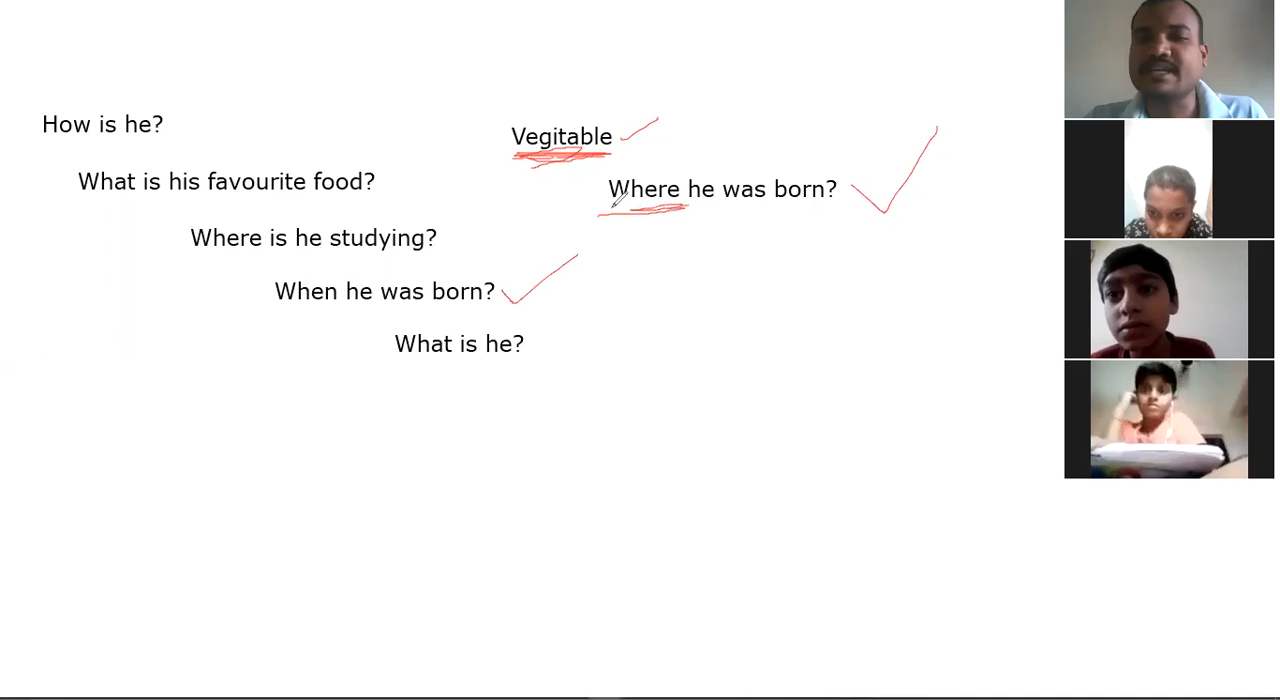 How is he?
Vegitable
What is his favourite food?
Where he was born?
Where is he studying?
When he was born?
What is he?